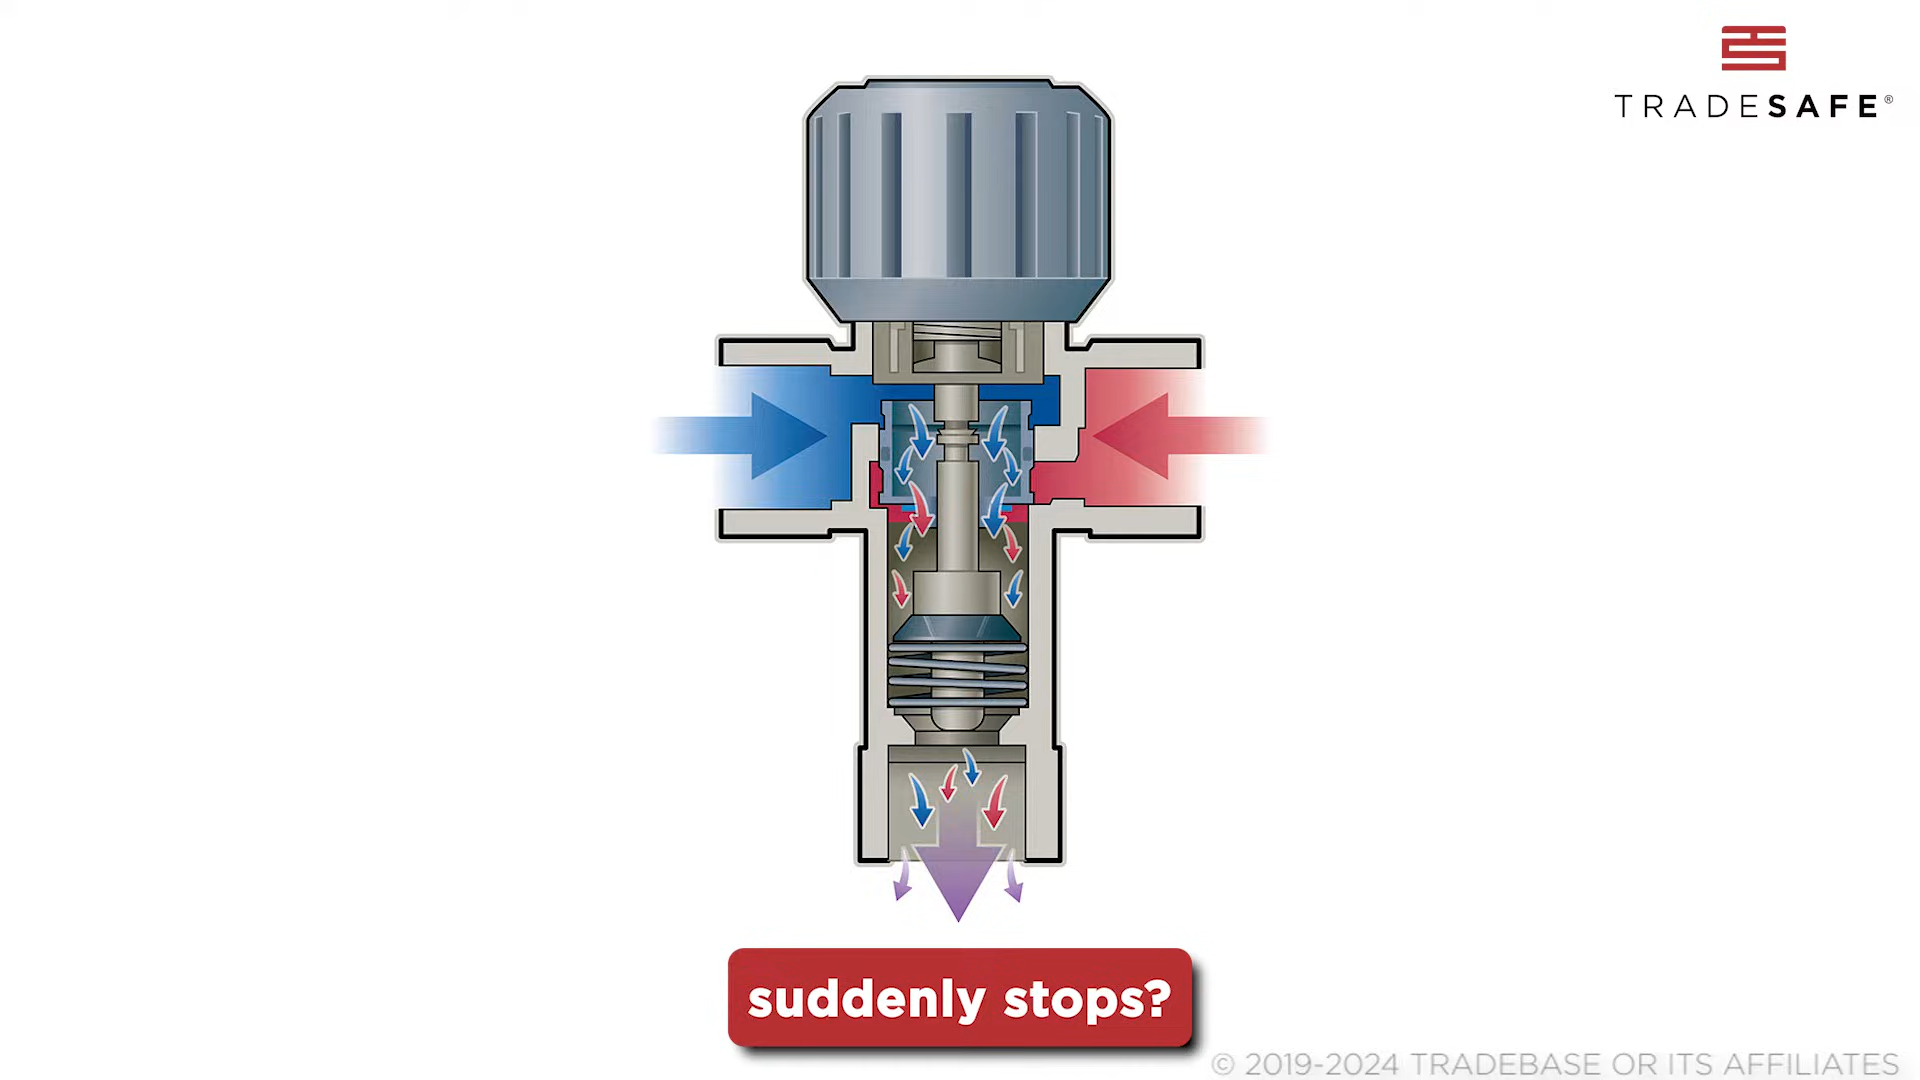 TRADESAFE®
suddenly stops?
© 2019-2024 TRADEBASE OR ITS AFFILIATES